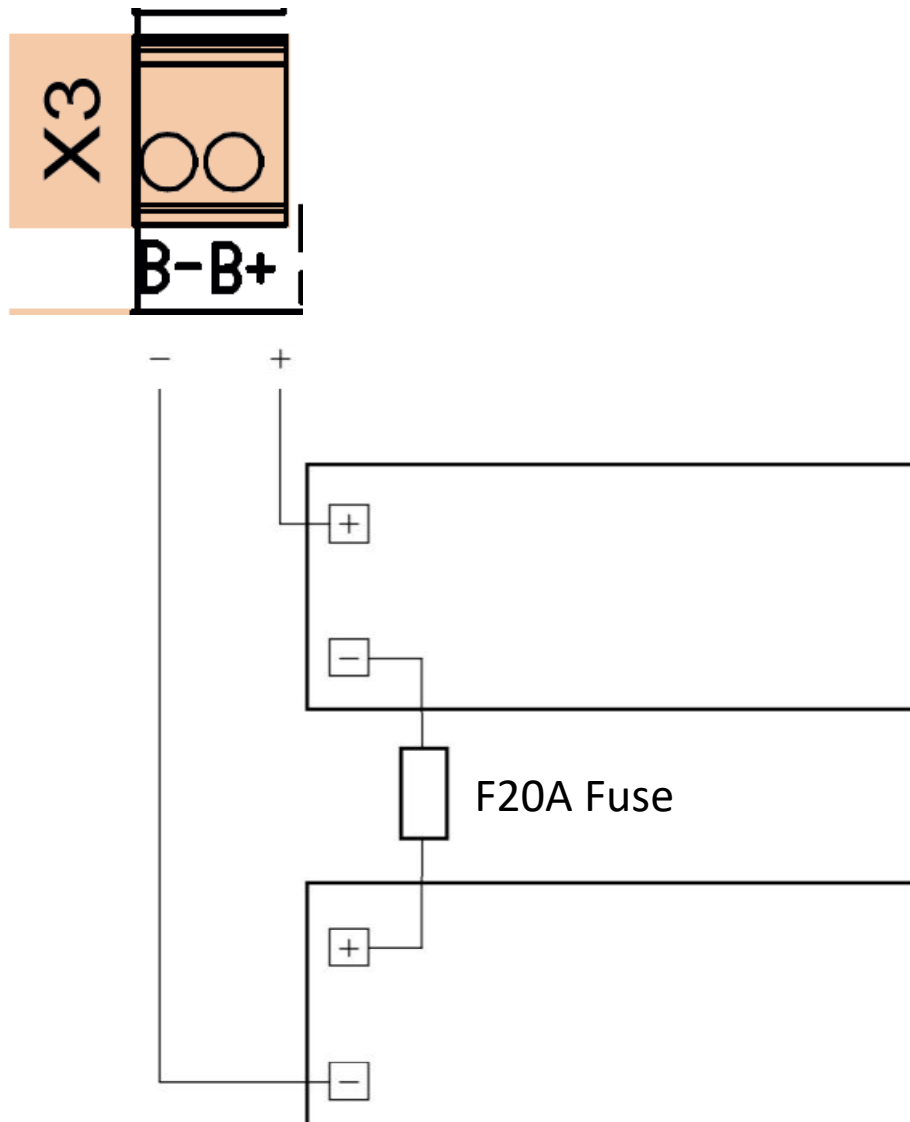 X3
B- B+
- +
+
-
F20A Fuse
+
-